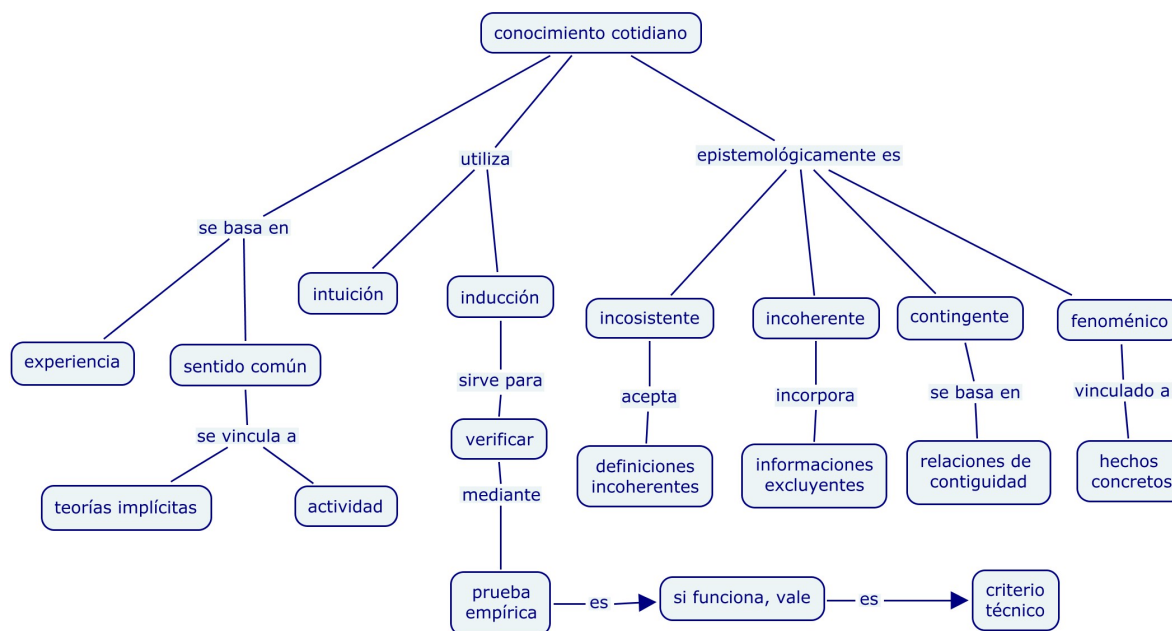 conocimiento cotidiano
utiliza
epistemológicamente es
se basa en
intuición
inducción
incosistente
incoherente
contingente
fenoménico
experiencia
sentido común
sirve para
acepta
incorpora
se basa en
vinculado a
se vincula a
verificar
definiciones
incoherentes
informaciones
excluyentes
relaciones de
contiguidad
hechos
concretos
teorías implícitas
actividad
mediante
prueba
empírica
es
si funciona, vale
es
criterio
técnico